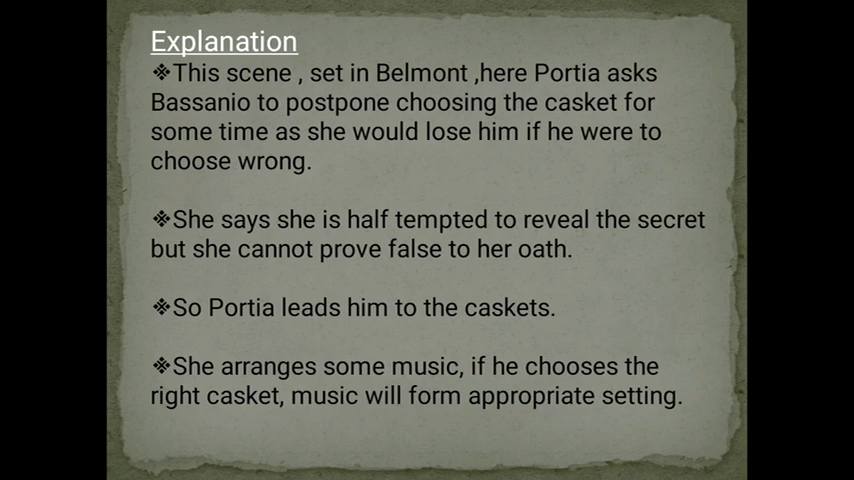 Explanation
❖This scene , set in Belmont ,here Portia asks
Bassanio to postpone choosing the casket for
some time as she would lose him if he were to
choose wrong.
❖She says she is half tempted to reveal the secret
but she cannot prove false to her oath.
❖So Portia leads him to the caskets.
❖She arranges some music, if he chooses the
right casket, music will form appropriate setting.